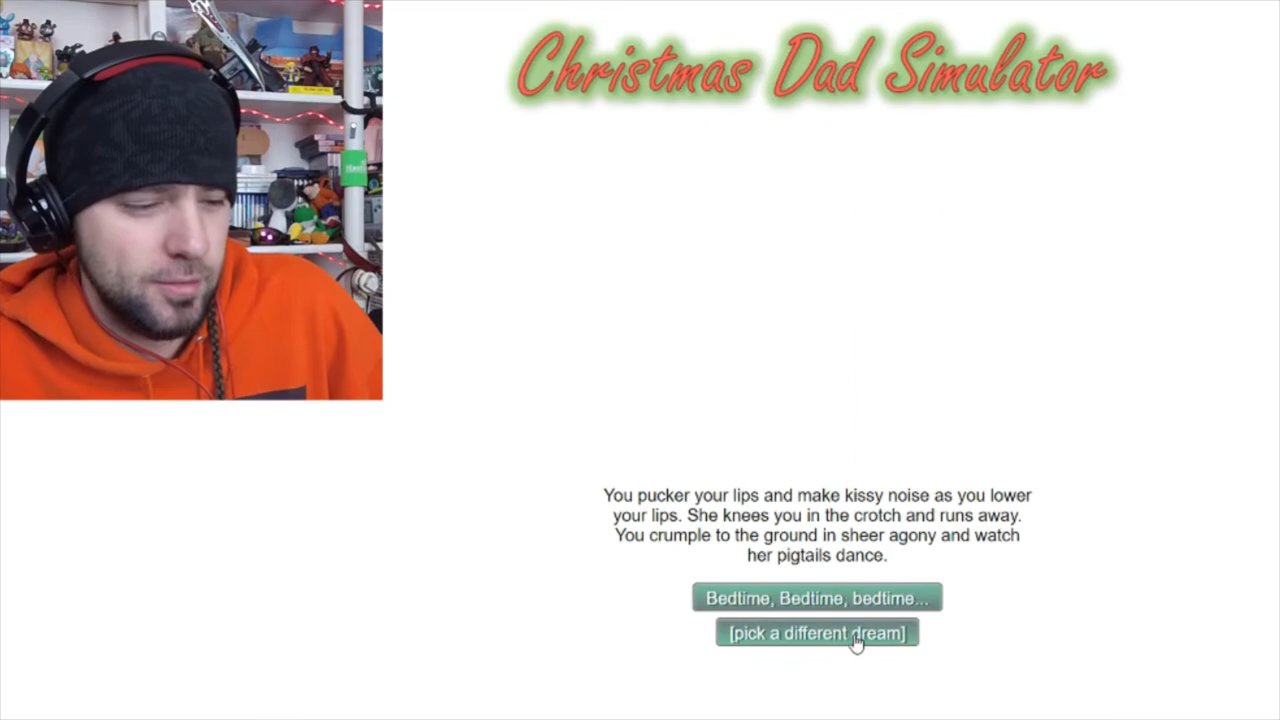 Christmas Dad Simulator
You pucker your lips and make kissy noise as you lower
your lips. She knees you in the crotch and runs away.
You crumple to the ground in sheer agony and watch
her pigtails dance.
Bedtime, Bedtime, bedtime...
[pick a different dream]